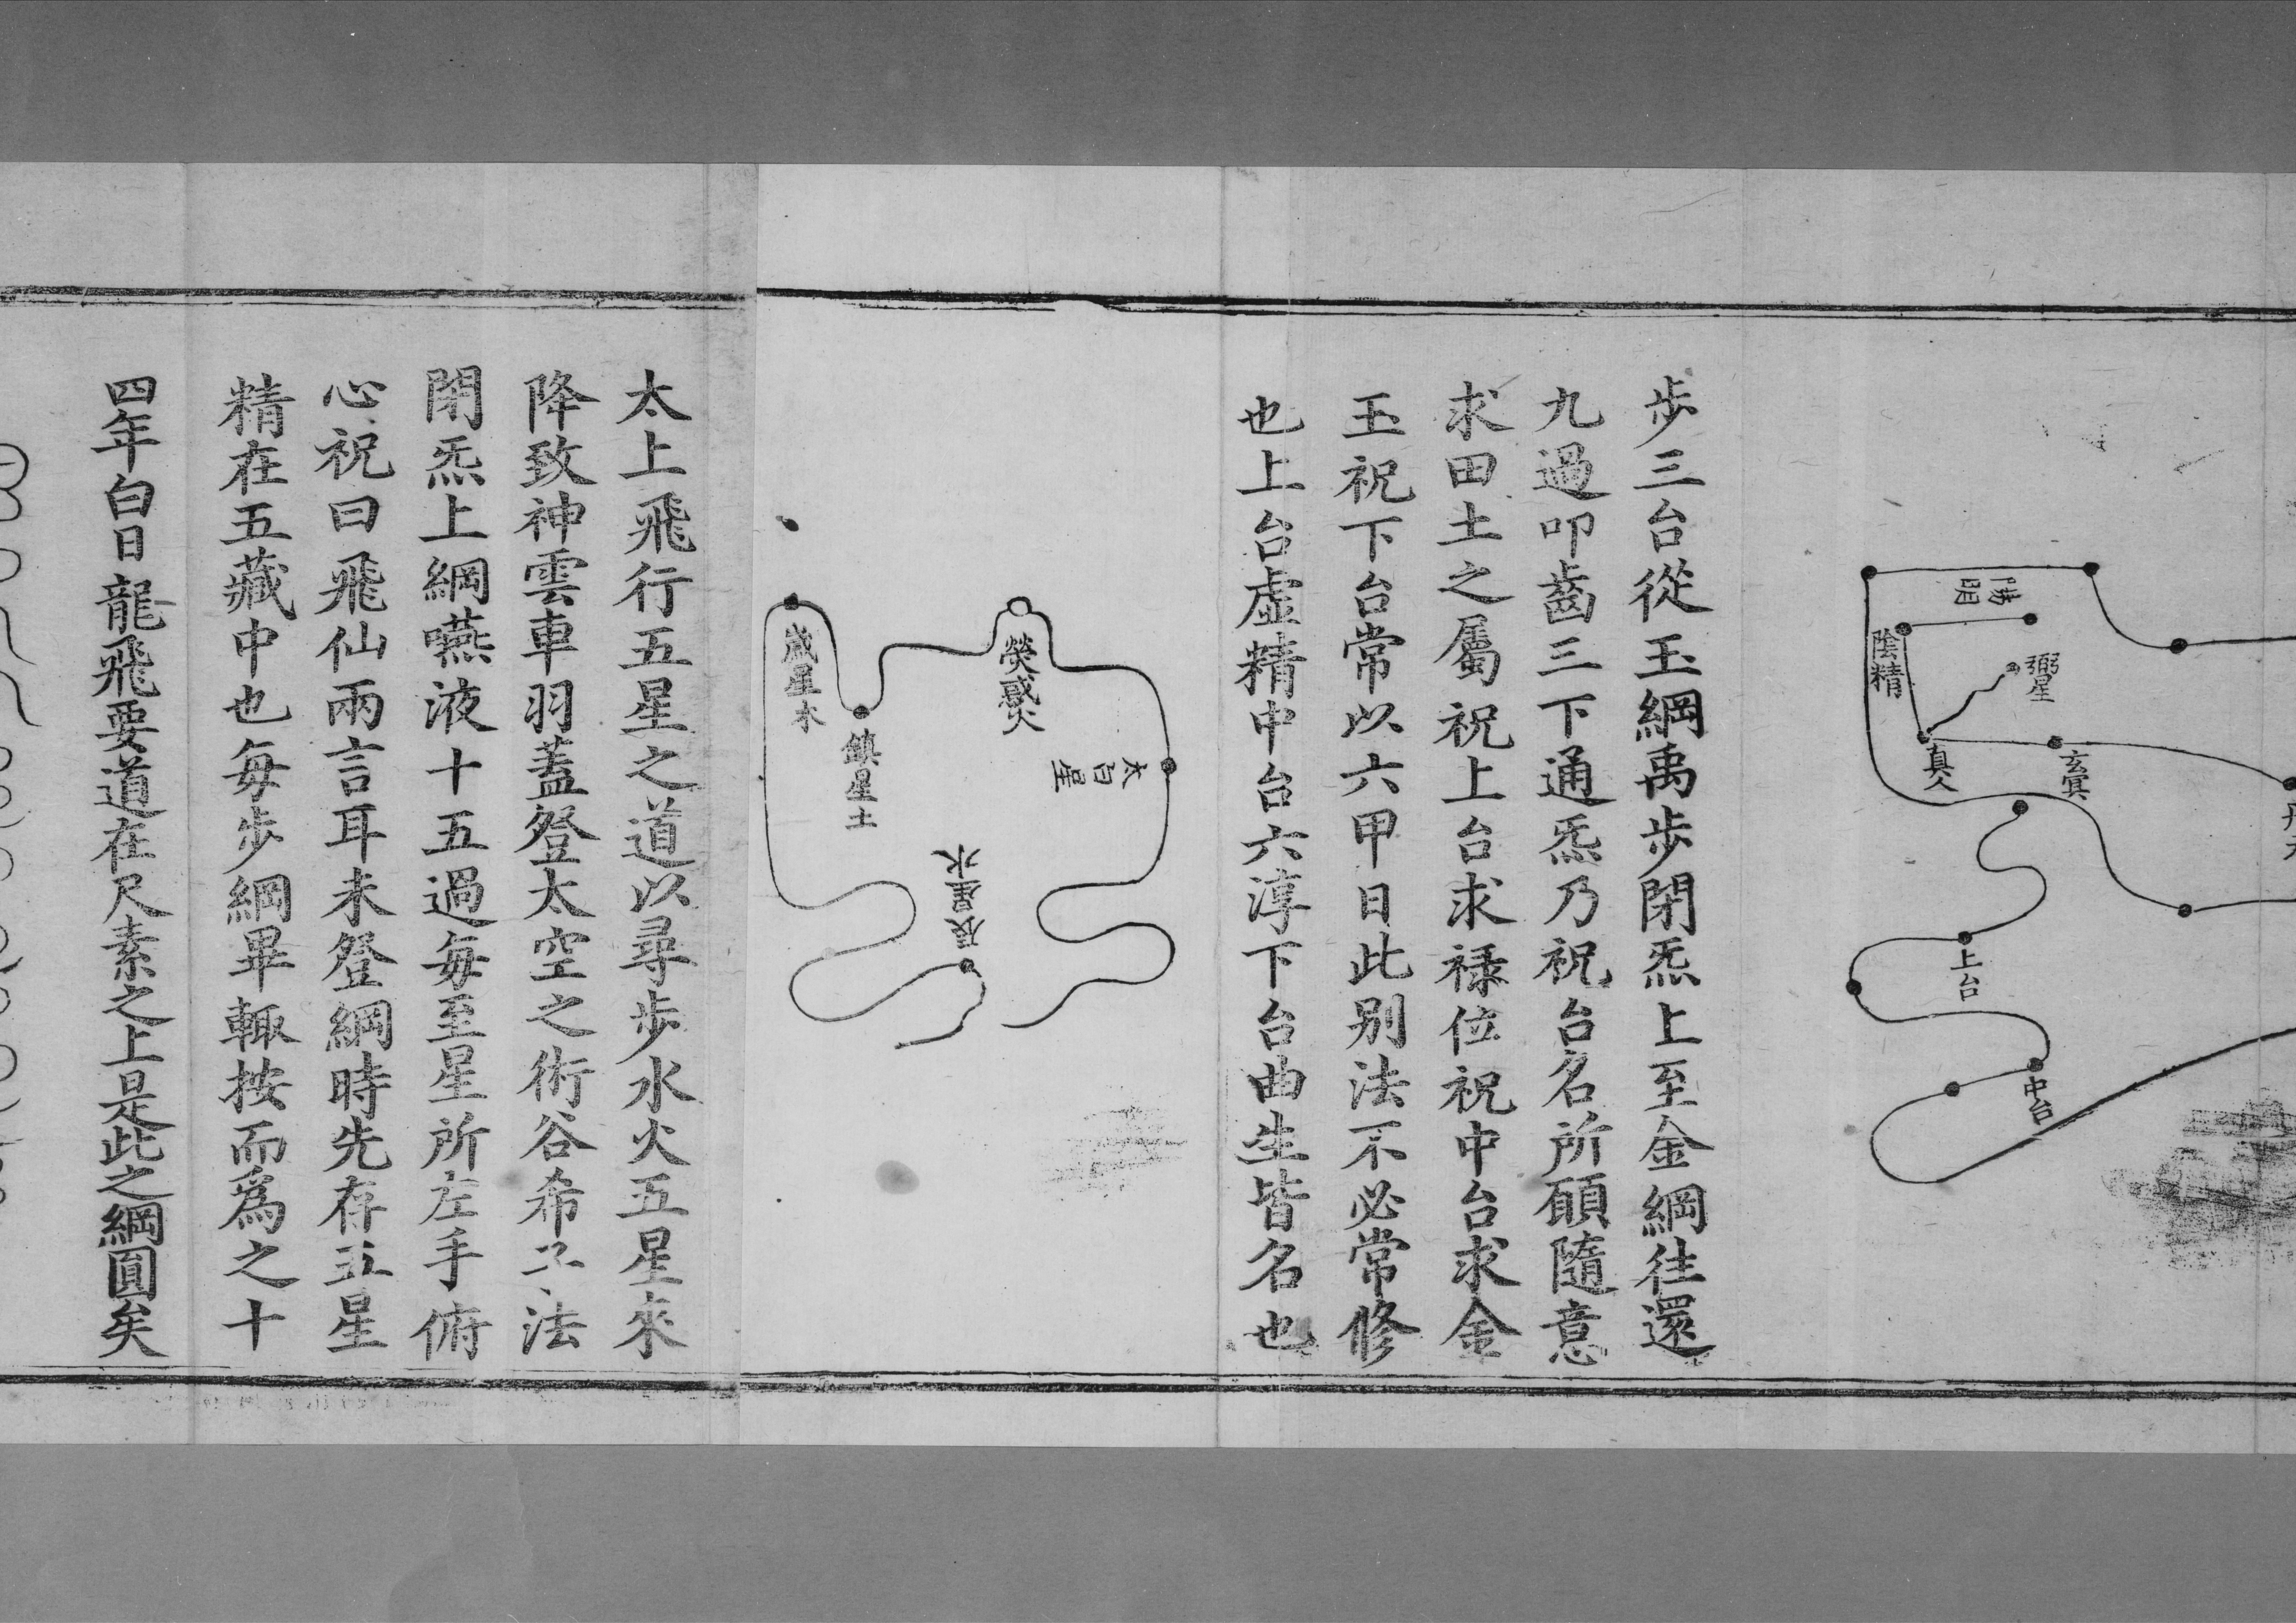 陽明
陰精
弼星
真人
玄冥
上台
中台
步三台從玉綱禹步閉炁上至金綱往還
九過叩齒三下通炁乃祝台名所願隨意
求田土之屬祝上台求祿位祝中台求金
玉祝下台常以六甲日此别法不必常修
也上台虛精中台六淳下台曲生皆名也
太白星
熒惑火
辰星水
鎮星土
歲星木
太上飛行五星之道以尋步水火五星來
降致神雲車羽蓋登太空之術谷希子法
閉炁上綱嚥液十五過每至星所左手俯
心祝曰飛仙兩言耳未登綱時先存五星
精在五藏中也每步綱畢輙按而為之十
四年白日龍飛要道在尺素之上是此之綱圓矣